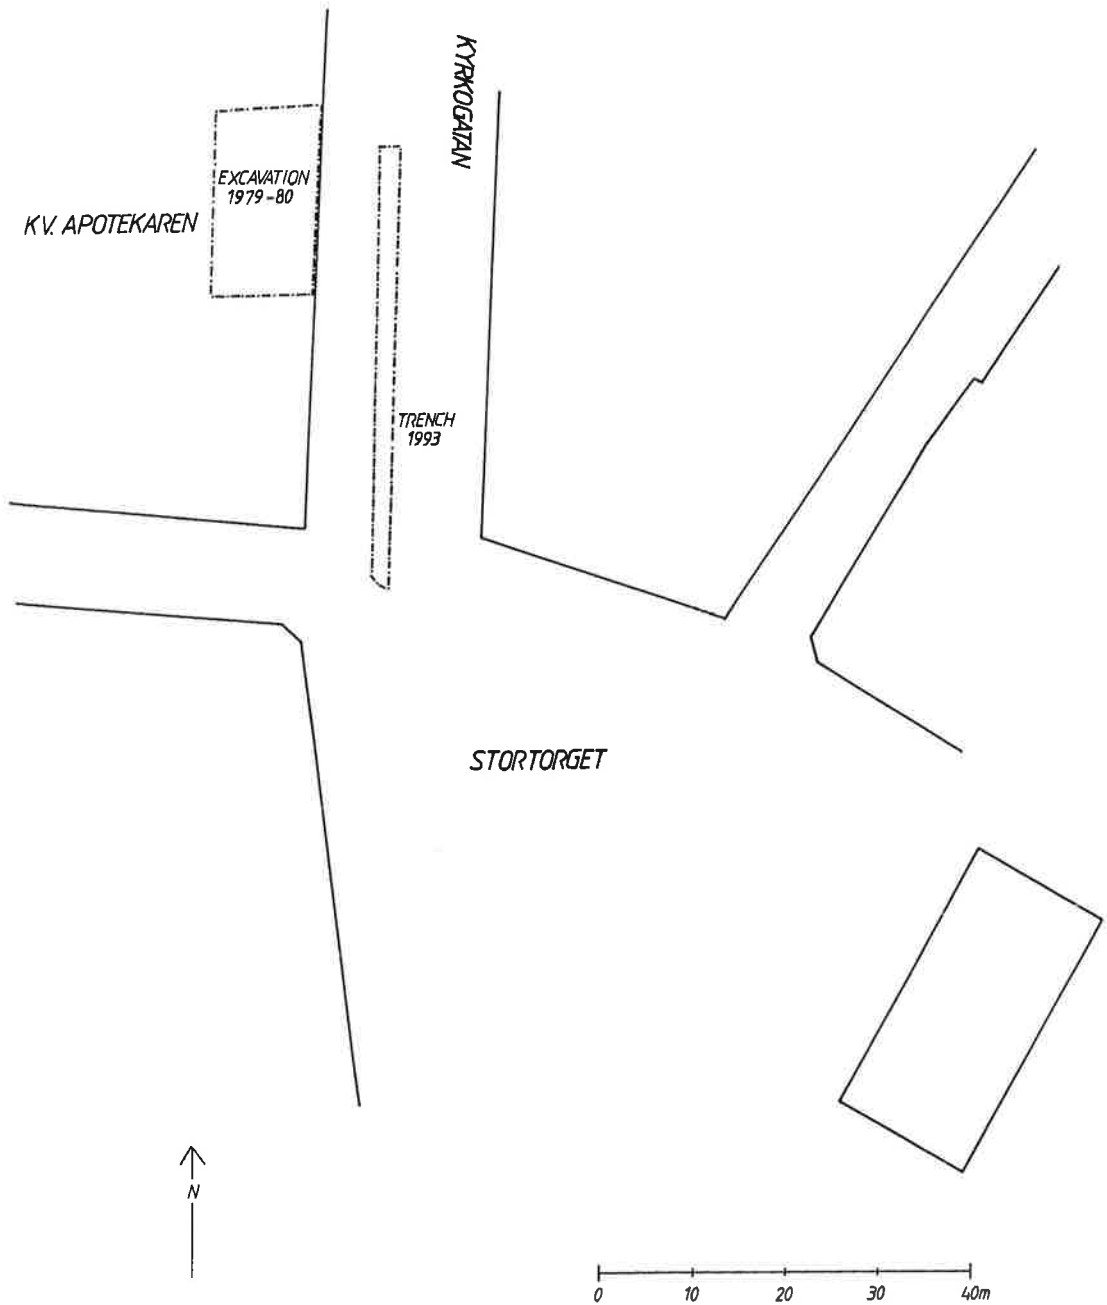 KYRKOGATAN
EXCAVATION
1979-80
KV. APOTEKAREN
TRENCH
1993
STORTORGET
N
0 10 20 30 40m